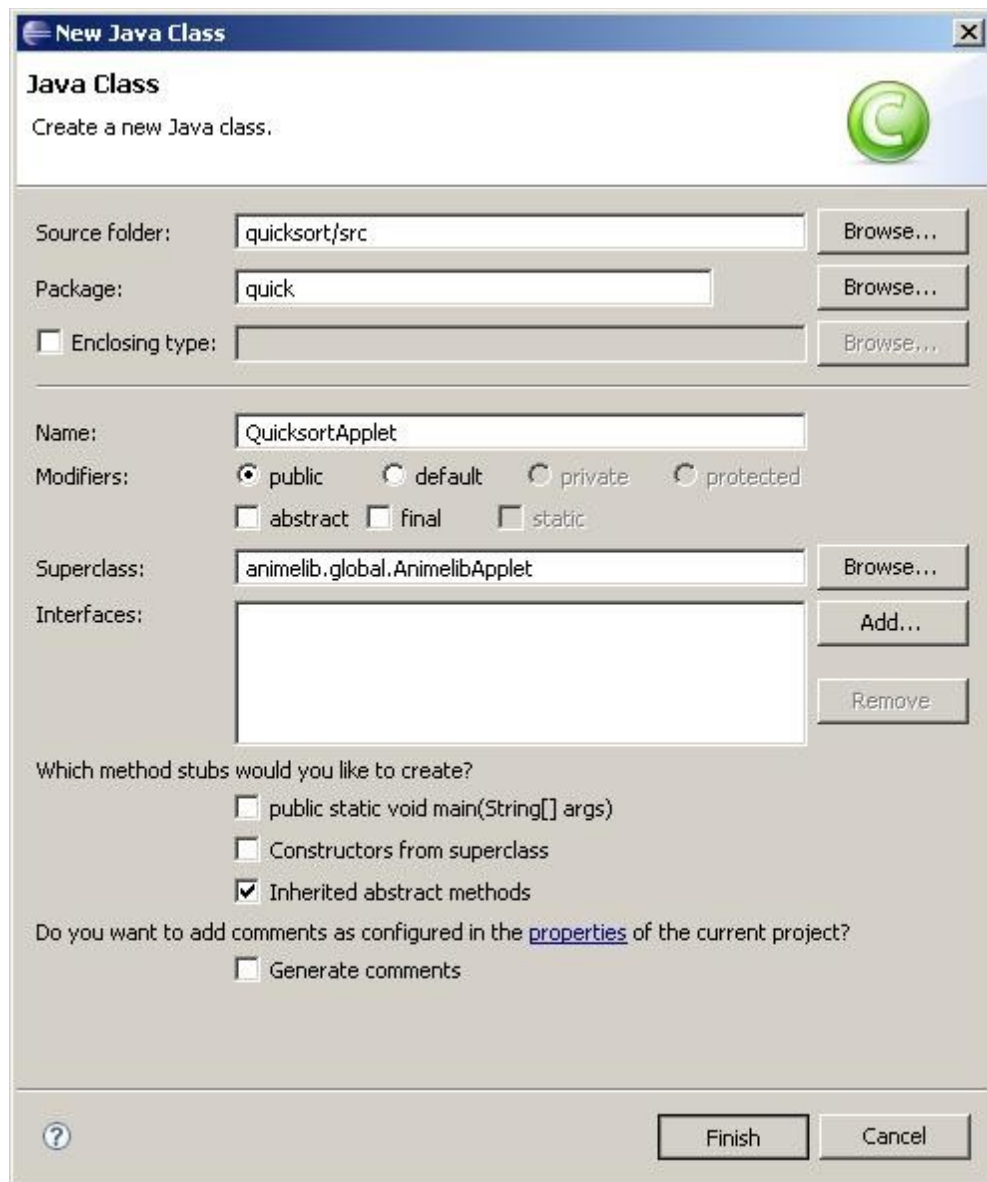 New Java Class
Java Class
Create a new Java class.
Source folder: quicksort/src Browse...
Package: quick Browse...
Enclosing type: Browse...
Name: QuicksortApplet
Modifiers: public default private protected
abstract final static
Superclass: animelib.global.AnimelibApplet Browse...
Interfaces: Add...
Remove
Which method stubs would you like to create?
public static void main(String[] args)
Constructors from superclass
Inherited abstract methods
Do you want to add comments as configured in the properties of the current project?
Generate comments
Finish Cancel